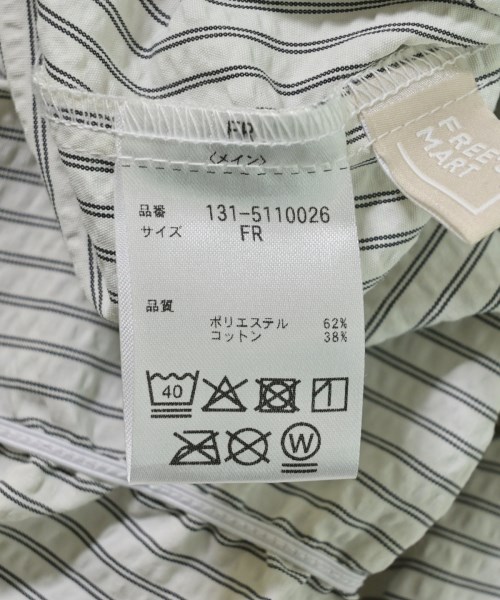 FR
〈メイン〉
品番 131-5110026
サイズ FR
品質
ポリエステル 62%
コットン 38%
40
W
FREE
MART